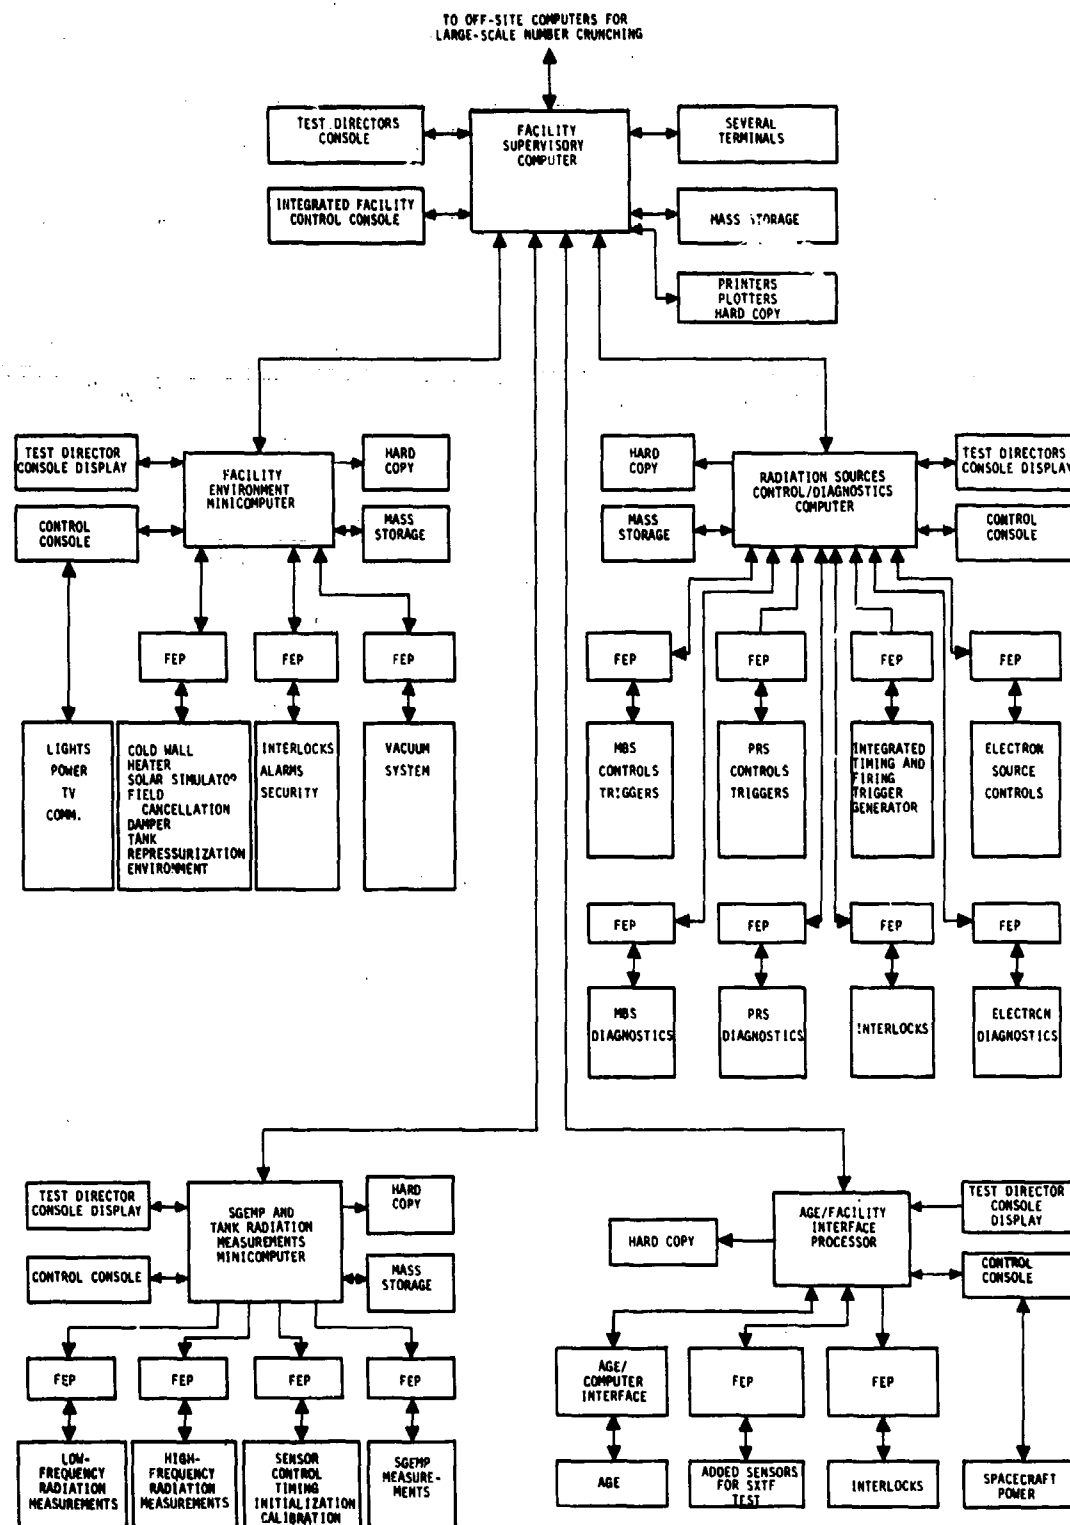 TO OFF-SITE COMPUTERS FOR
LARGE-SCALE NUMBER CRUNCHING
TEST DIRECTORS
CONSOLE
FACILITY
SUPERVISORY
COMPUTER
SEVERAL
TERMINALS
INTEGRATED FACILITY
CONTROL CONSOLE
MASS STORAGE
PRINTERS
PLOTTERS
HARD COPY
TEST DIRECTOR
CONSOLE DISPLAY
FACILITY
ENVIRONMENT
MINICOMPUTER
HARD
COPY
CONTROL
CONSOLE
MASS
STORAGE
HARD
COPY
RADIATION SOURCES
CONTROL/DIAGNOSTICS
COMPUTER
TEST DIRECTORS
CONSOLE DISPLAY
MASS
STORAGE
CONTROL
CONSOLE
FEP
FEP
FEP
FEP
FEP
FEP
FEP
LIGHTS
POWER
TV
COMM.
COLD WALL
HEATER
SOLAR SIMULATOR
FIELD
CANCELLATION
DAMPER
TANK
REPRESSURIZATION
ENVIRONMENT
INTERLOCKS
ALARMS
SECURITY
VACUUM
SYSTEM
MBS
CONTROLS
TRIGGERS
PRS
CONTROLS
TRIGGERS
INTEGRATED
TIMING AND
FIRING
TRIGGER
GENERATOR
ELECTRON
SOURCE
CONTROLS
FEP
FEP
FEP
FEP
MBS
DIAGNOSTICS
PRS
DIAGNOSTICS
INTERLOCKS
ELECTRON
DIAGNOSTICS
TEST DIRECTOR
CONSOLE DISPLAY
SGEMP AND
TANK RADIATION
MEASUREMENTS
MINICOMPUTER
HARD
COPY
CONTROL CONSOLE
MASS
STORAGE
HARD COPY
AGE/FACILITY
INTERFACE
PROCESSOR
TEST DIRECTOR
CONSOLE
DISPLAY
CONTROL
CONSOLE
FEP
FEP
FEP
FEP
AGE/
COMPUTER
INTERFACE
FEP
FEP
LOW-
FREQUENCY
RADIATION
MEASUREMENTS
HIGH-
FREQUENCY
RADIATION
MEASUREMENTS
SENSOR
CONTROL
TIMING
INITIALIZATION
CALIBRATION
SGEMP
MEASURE-
MENTS
AGE
ADDED SENSORS
FOR SXTF
TEST
INTERLOCKS
SPACECRAFT
POWER